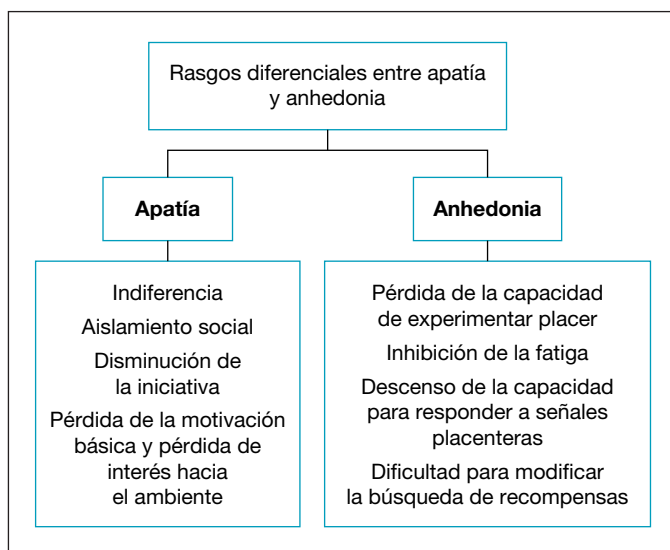 Rasgos diferenciales entre apatía
y anhedonia
Apatía
Indiferencia
Aislamiento social
Disminución de
la iniciativa
Pérdida de la motivación
básica y pérdida de
interés hacia
el ambiente
Anhedonia
Pérdida de la capacidad
de experimentar placer
Inhibición de la fatiga
Descenso de la capacidad
para responder a señales
placenteras
Dificultad para modificar
la búsqueda de recompensas